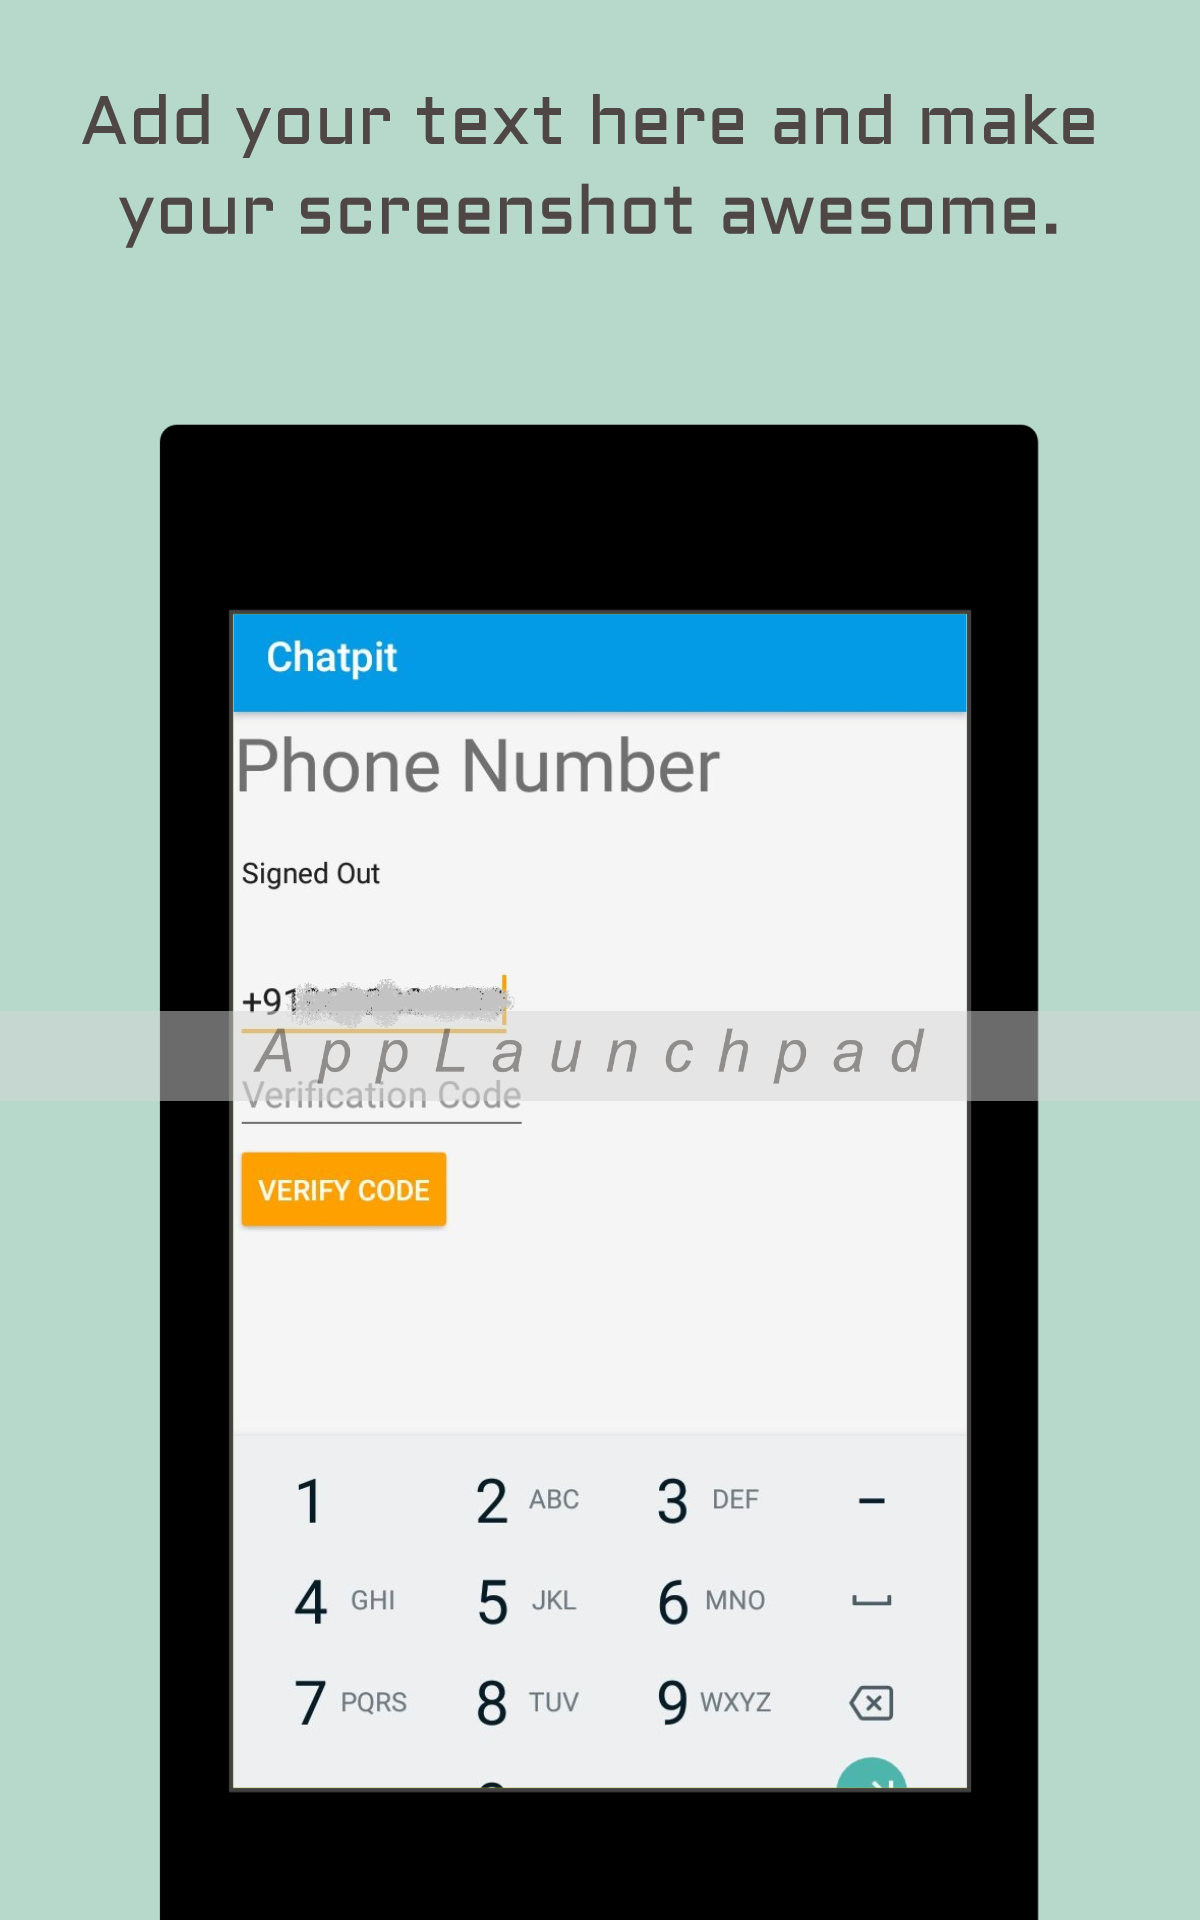 Add your text here and make
your screenshot awesome.
Chatpit
Phone Number
Signed Out
+91
AppLaunchpad
Verification Code
VERIFY CODE
1 2 ABC 3 DEF –
4 GHI 5 JKL 6 MNO
7 PQRS 8 TUV 9 WXYZ